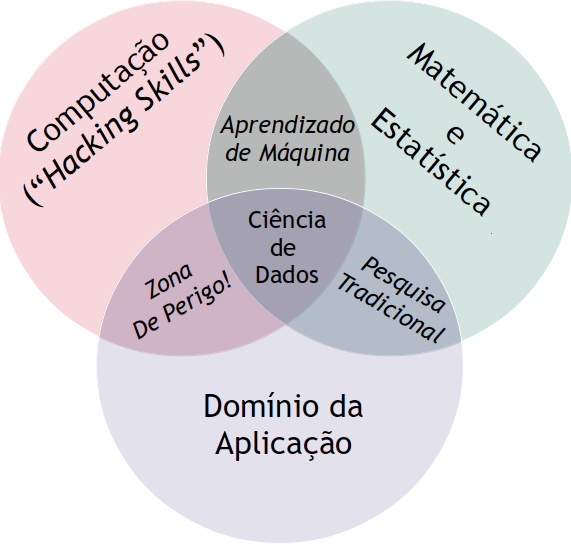 Computação
(“Hacking Skills”)
Matemática
e
Estatística
Aprendizado
de Máquina
Ciência
de
Dados
Zona
De Perigo!
Pesquisa
Tradicional
Domínio da
Aplicação